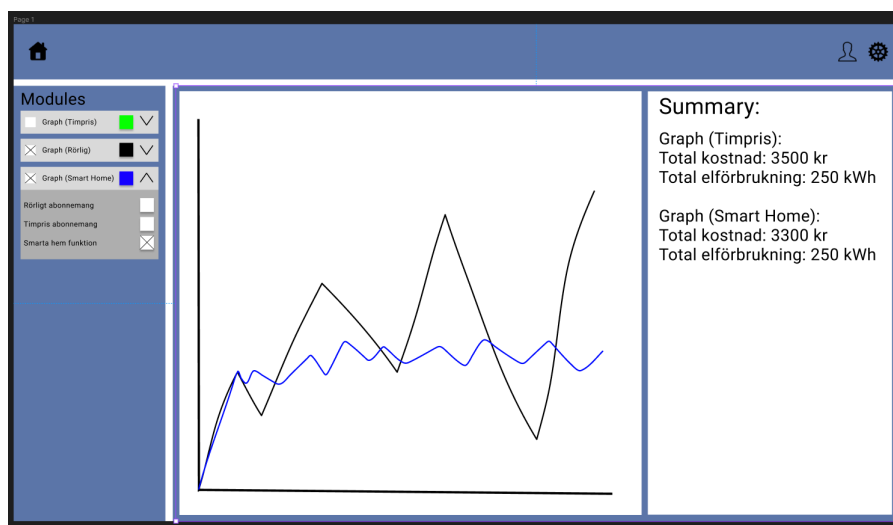 Page 1
Modules
Graph (Timpris)
Graph (Rörlig)
Graph (Smart Home)
Rörligt abonnemang
Timpris abonnemang
Smarta hem funktion
Summary:
Graph (Timpris):
Total kostnad: 3500 kr
Total elförbrukning: 250 kWh
Graph (Smart Home):
Total kostnad: 3300 kr
Total elförbrukning: 250 kWh